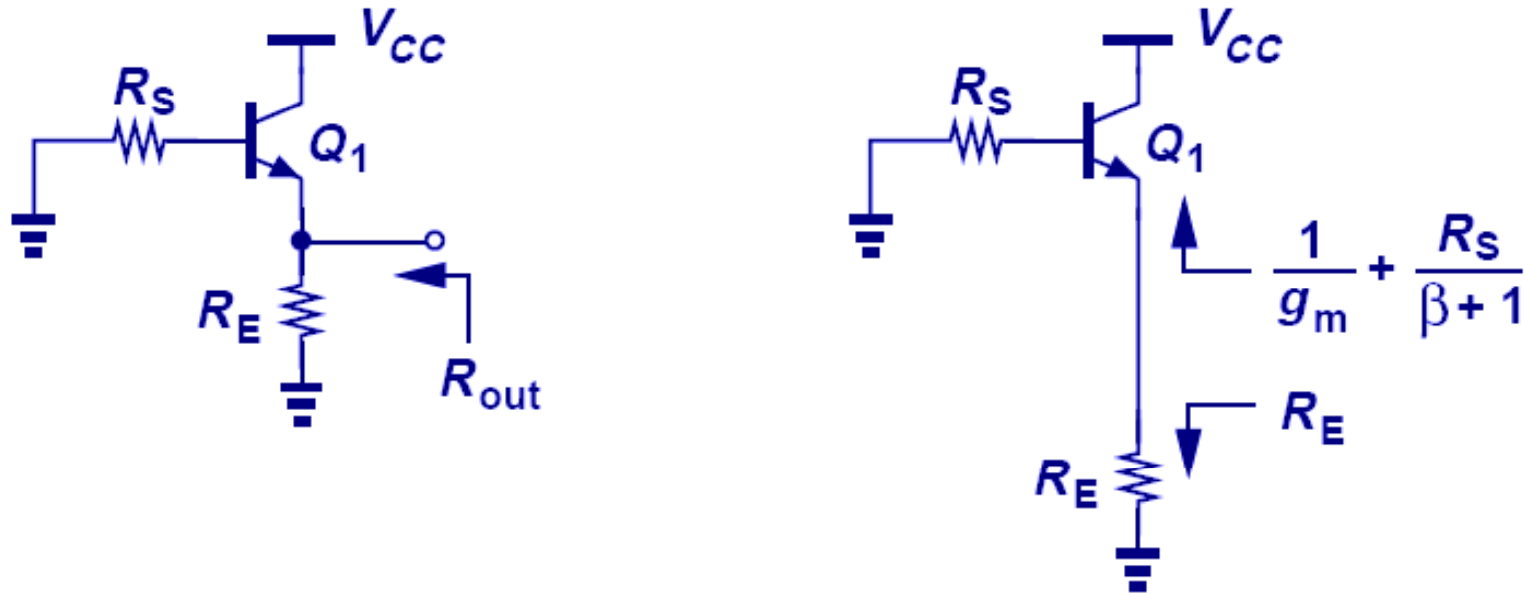 V_CC
R_S
Q_1
R_E
R_out
V_CC
R_S
Q_1
1/g_m + R_S/(β + 1)
R_E
R_E